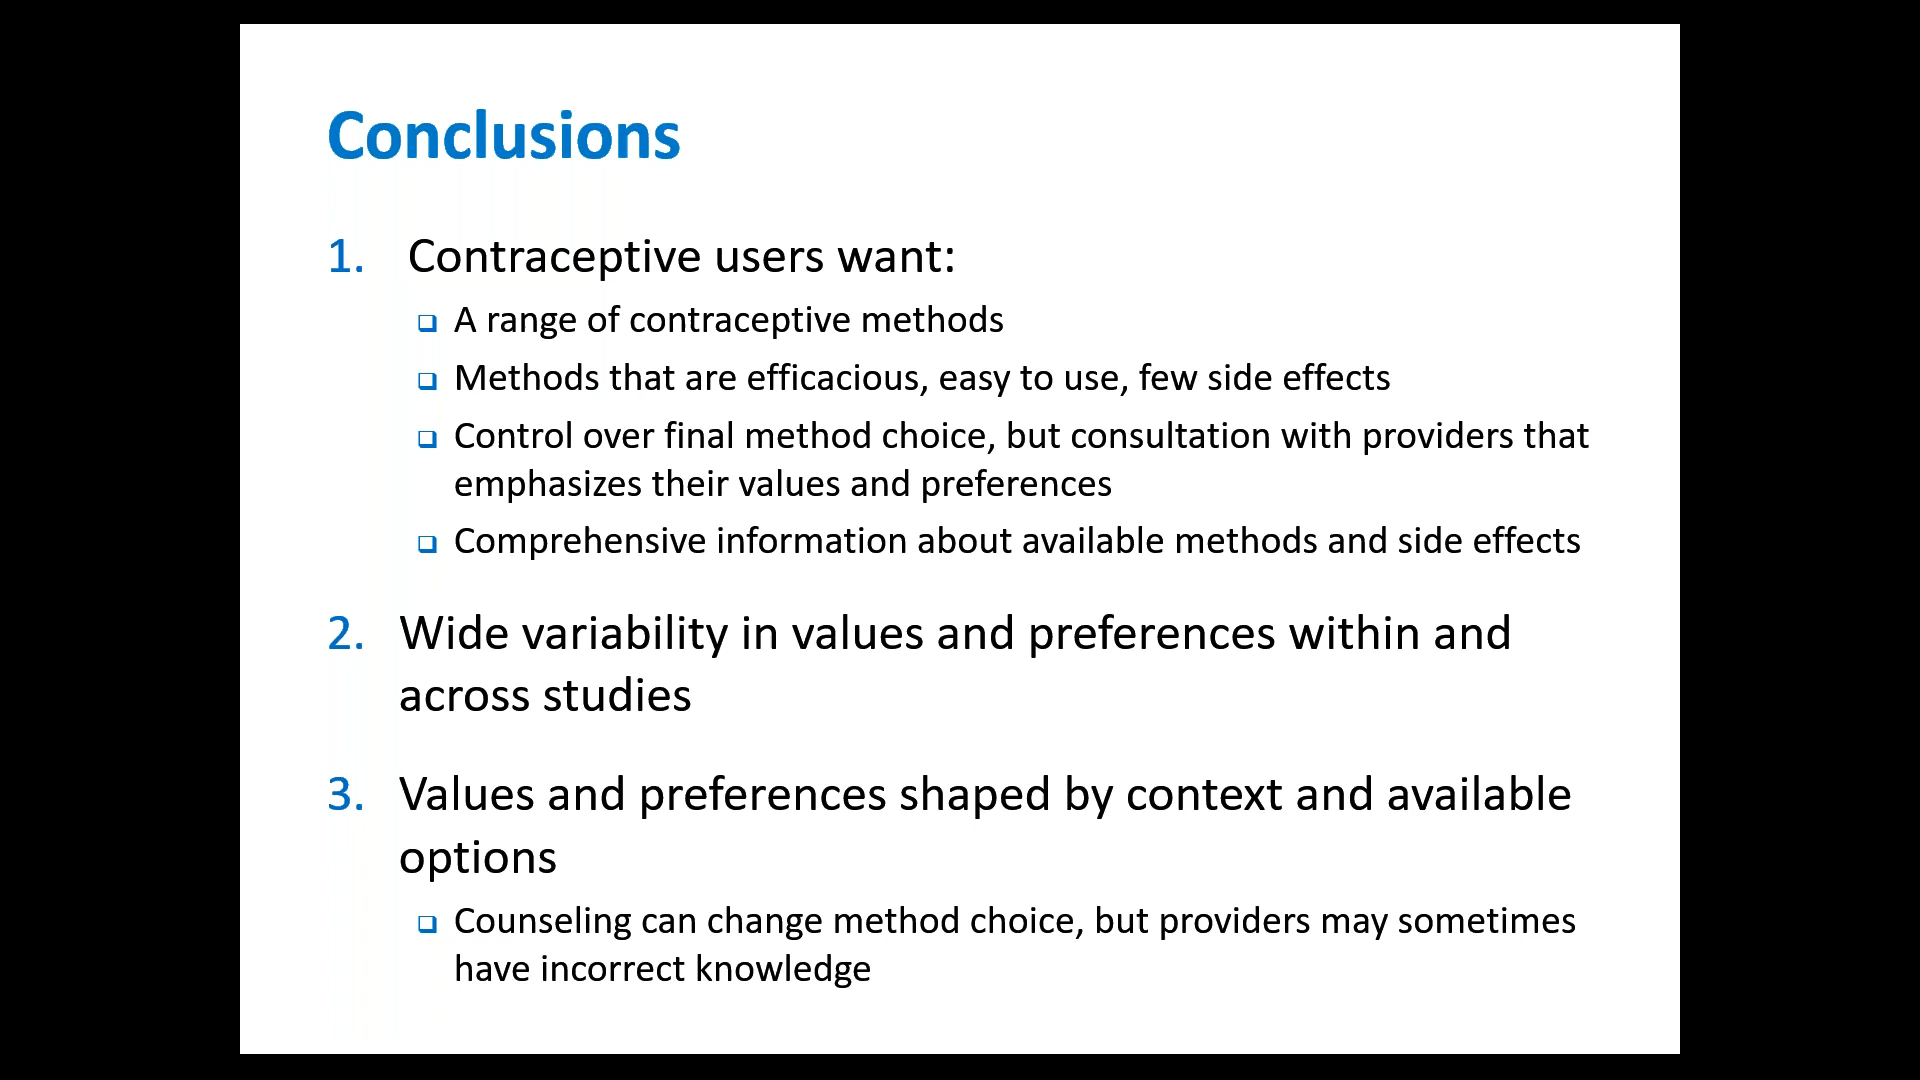 Conclusions
1. Contraceptive users want:
❑ A range of contraceptive methods
❑ Methods that are efficacious, easy to use, few side effects
❑ Control over final method choice, but consultation with providers that
emphasizes their values and preferences
❑ Comprehensive information about available methods and side effects
2. Wide variability in values and preferences within and
across studies
3. Values and preferences shaped by context and available
options
❑ Counseling can change method choice, but providers may sometimes
have incorrect knowledge